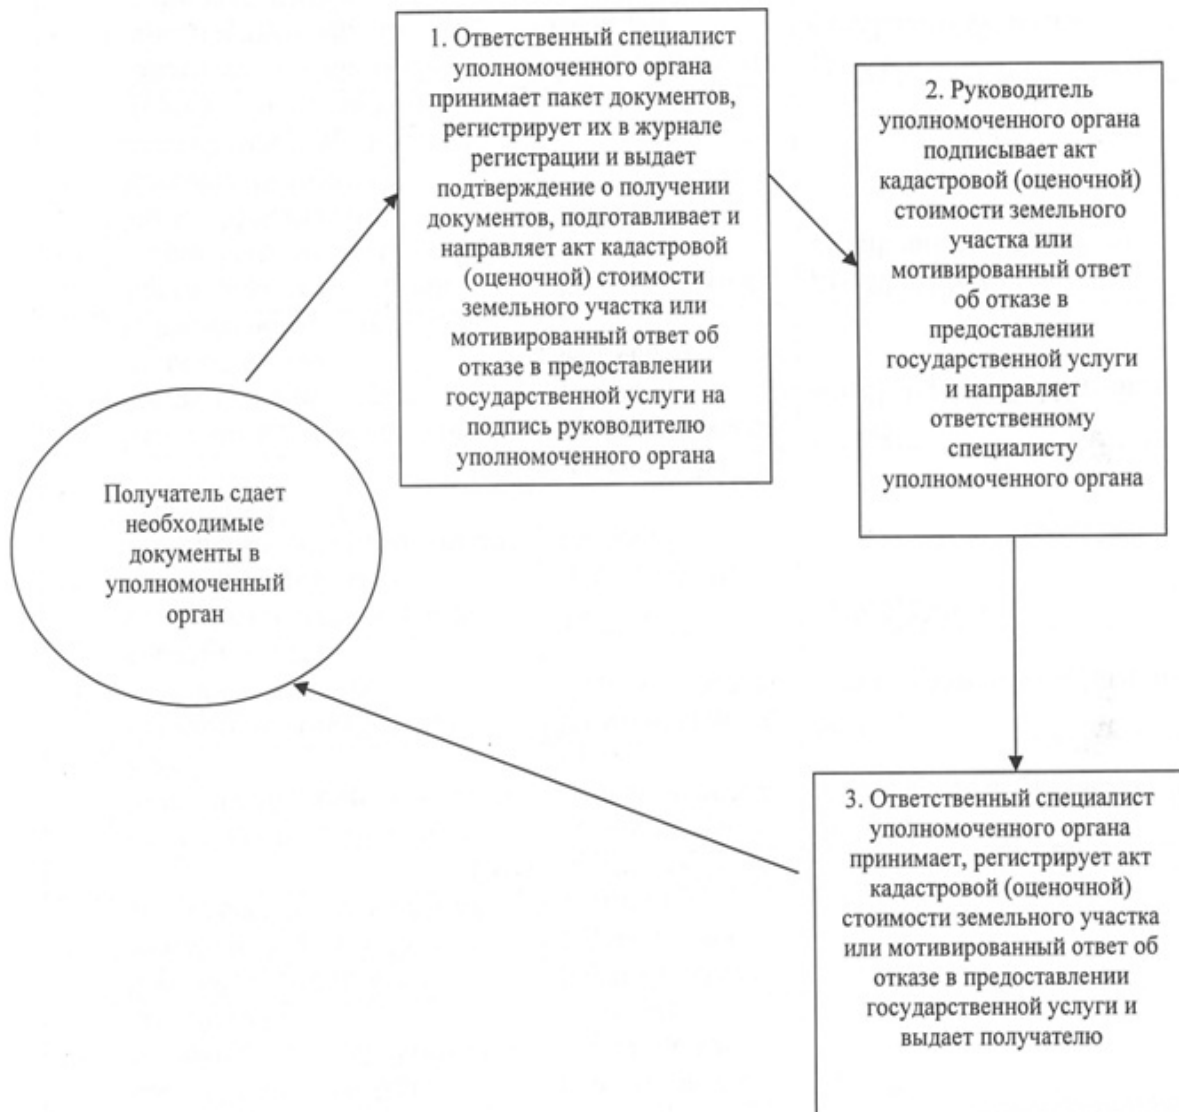 1. Ответственный специалист
уполномоченного органа
принимает пакет документов,
регистрирует их в журнале
регистрации и выдает
подтверждение о получении
документов, подготавливает и
направляет акт кадастровой
(оценочной) стоимости
земельного участка или
мотивированный ответ об
отказе в предоставлении
государственной услуги на
подпись руководителю
уполномоченного органа
2. Руководитель
уполномоченного органа
подписывает акт
кадастровой (оценочной)
стоимости земельного
участка или
мотивированный ответ
об отказе в
предоставлении
государственной услуги
и направляет
ответственному
специалисту
уполномоченного органа
Получатель сдает
необходимые
документы в
уполномоченный
орган
3. Ответственный специалист
уполномоченного органа
принимает, регистрирует акт
кадастровой (оценочной)
стоимости земельного участка
или мотивированный ответ об
отказе в предоставлении
государственной услуги и
выдает получателю